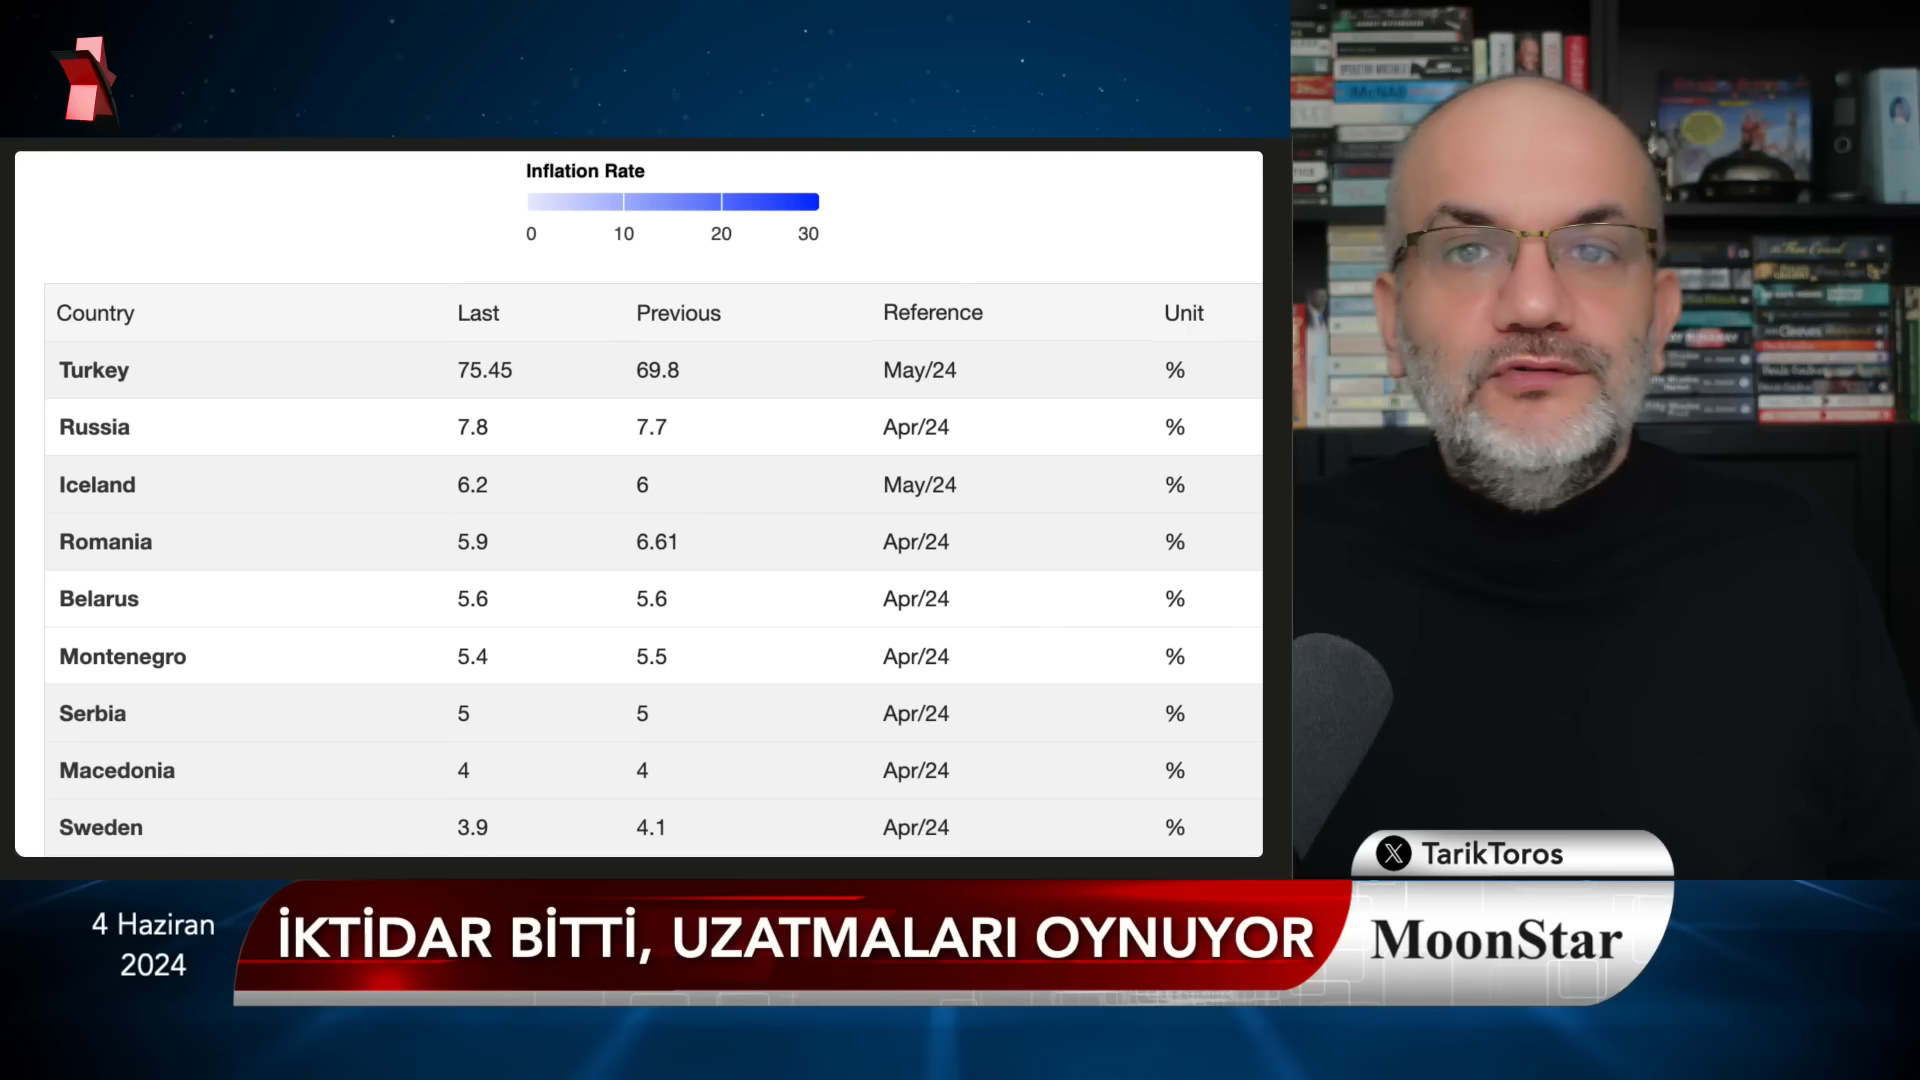 Inflation Rate
0 10 20 30
Country Last Previous Reference Unit
Turkey 75.45 69.8 May/24 %
Russia 7.8 7.7 Apr/24 %
Iceland 6.2 6 May/24 %
Romania 5.9 6.61 Apr/24 %
Belarus 5.6 5.6 Apr/24 %
Montenegro 5.4 5.5 Apr/24 %
Serbia 5 5 Apr/24 %
Macedonia 4 4 Apr/24 %
Sweden 3.9 4.1 Apr/24 %
TarikToros
4 Haziran
2024
İKTİDAR BİTTİ, UZATMALARI OYNUYOR
MoonStar